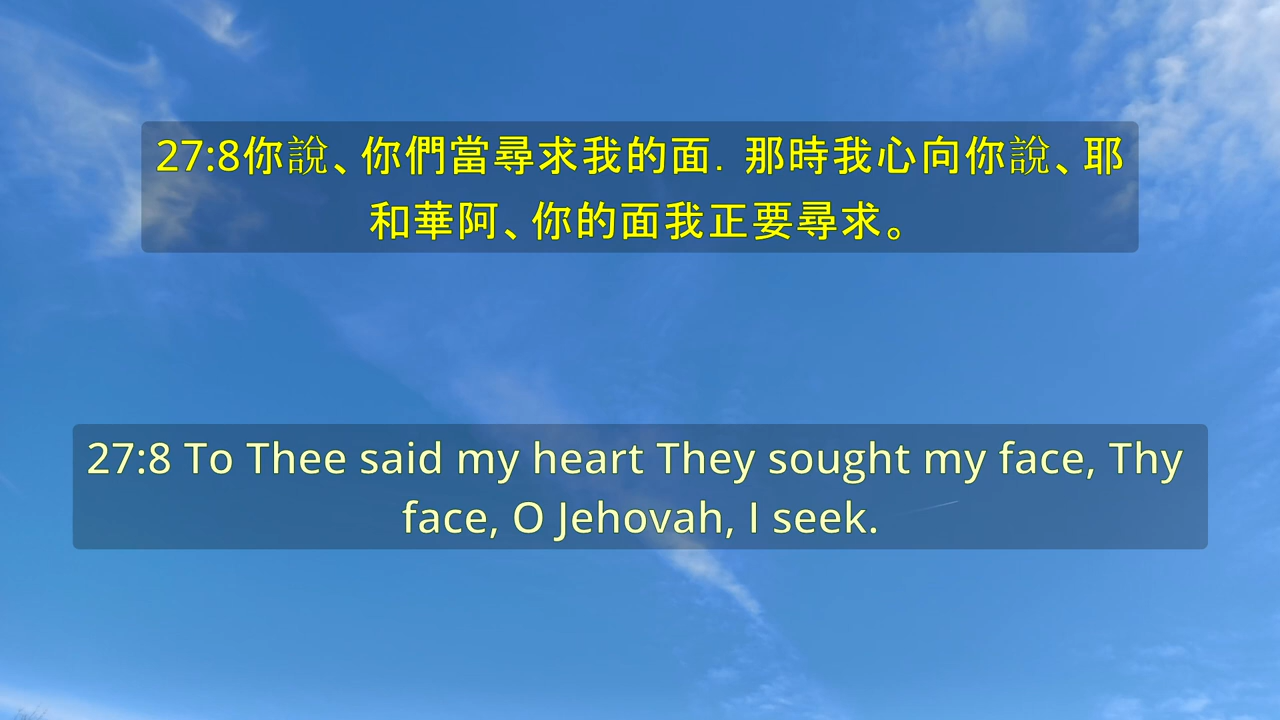 27:8你說、你們當尋求我的面．那時我心向你說、耶
和華阿、你的面我正要尋求。
27:8 To Thee said my heart They sought my face, Thy
face, O Jehovah, I seek.